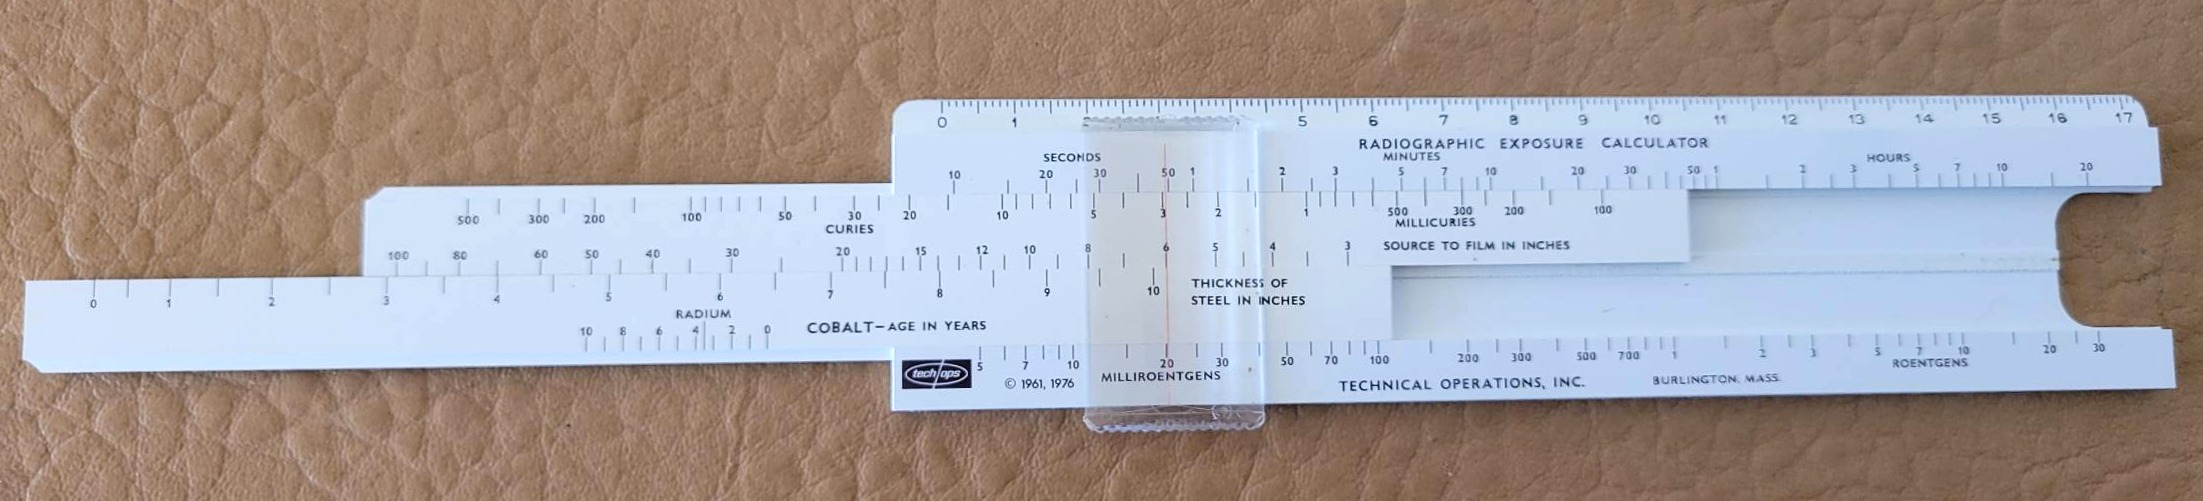 0 1 2 5 6 7 8 9 10 11 12 13 14 15 16 17
RADIOGRAPHIC EXPOSURE CALCULATOR
SECONDS MINUTES HOURS
10 20 30 50 1 2 3 5 7 10 20 30 50 1 2 3 5 7 10 20
500 300 200 100 50 30 20 10 5 3 2 1 500 300 200 100
CURIES MILLICURIES
100 80 60 50 40 30 20 15 12 10 8 6 5 4 3 SOURCE TO FILM IN INCHES
0 1 2 3 4 5 6 7 8 9 10 THICKNESS OF
STEEL IN INCHES
RADIUM
10 8 6 4 2 0 COBALT-AGE IN YEARS
5 7 10 20 30 50 70 100 200 300 500 700 1 2 3 5 7 10 20 30
MILLIROENTGENS ROENTGENS
tech/ops © 1961, 1976 TECHNICAL OPERATIONS, INC. BURLINGTON, MASS.